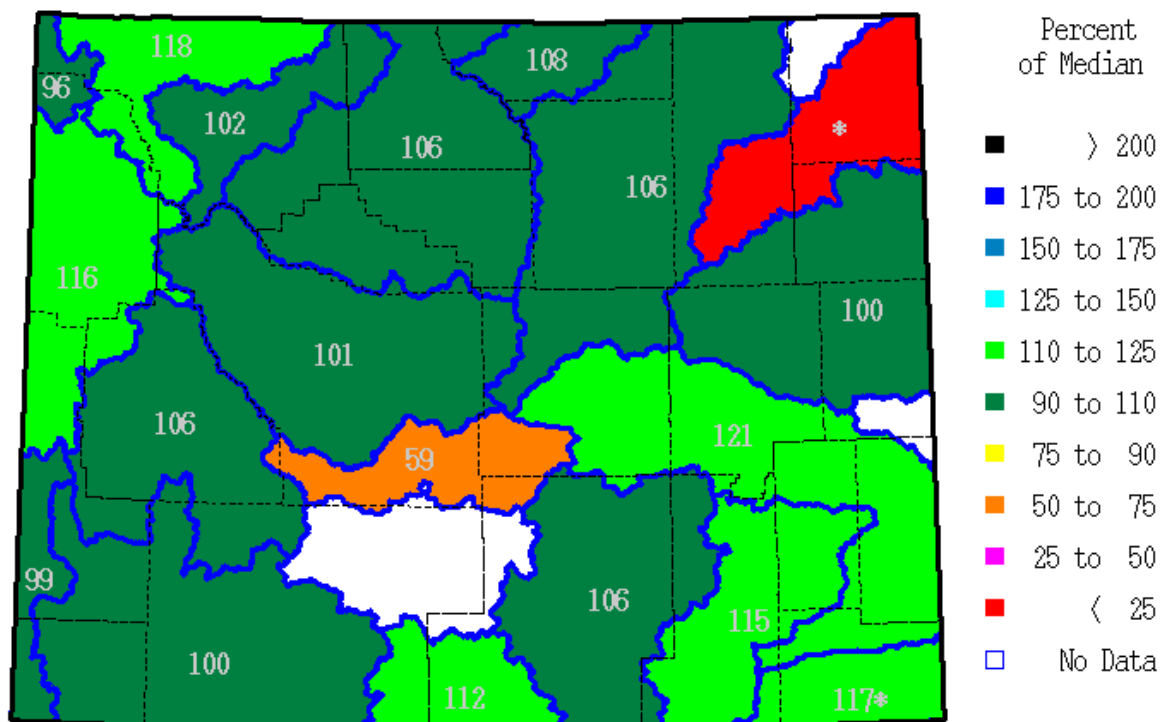 118
96
102
108
106
*
106
116
100
101
106
59
121
99
106
115
100
112
117*
Percent
of Median
> 200
175 to 200
150 to 175
125 to 150
110 to 125
90 to 110
75 to 90
50 to 75
25 to 50
< 25
No Data